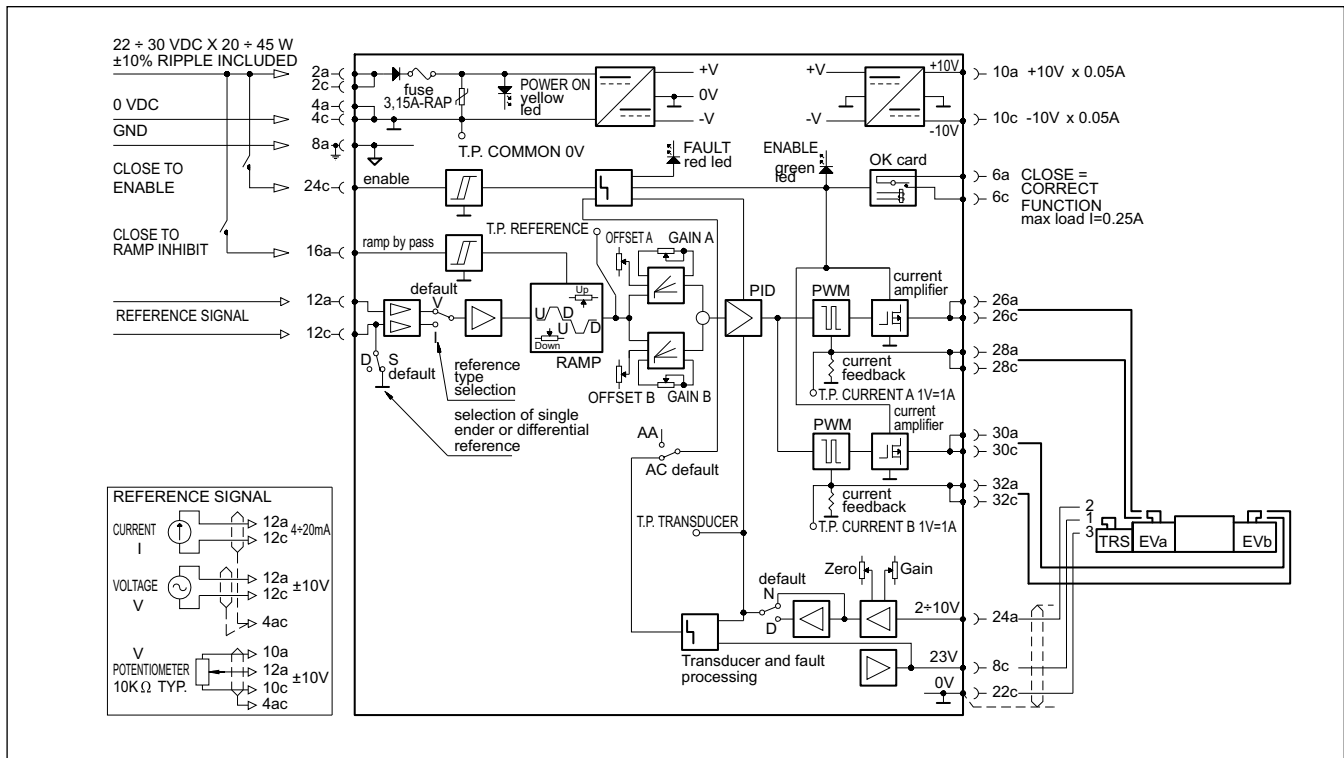 22 ÷ 30 VDC X 20 ÷ 45 W
±10% RIPPLE INCLUDED
0 VDC
GND
CLOSE TO
ENABLE
CLOSE TO
RAMP INHIBIT
REFERENCE SIGNAL
2a
2c
4a
4c
8a
24c
16a
12a
12c
fuse
3,15A-RAP
POWER ON
yellow
led
+V
0V
-V
+V
-V
+10V
-10V
10a +10V x 0.05A
10c -10V x 0.05A
T.P. COMMON 0V
FAULT
red led
ENABLE
green
led
OK card
6a
6c
CLOSE =
CORRECT
FUNCTION
max load I=0.25A
enable
ramp by pass
T.P. REFERENCE
OFFSET A
GAIN A
default
V
I
D
S
default
reference
type
selection
selection of single
ender or differential
reference
Up
U
D
U
D
Down
RAMP
OFFSET B
GAIN B
PID
PWM
current
amplifier
26a
26c
28a
28c
current
feedback
T.P. CURRENT A 1V=1A
current
amplifier
PWM
30a
30c
32a
32c
current
feedback
T.P. CURRENT B 1V=1A
AA
AC default
T.P. TRANSDUCER
default
N
D
Zero
Gain
2÷10V
24a
23V
8c
0V
22c
Transducer and fault
processing
2
1
3
TRS
EVa
EVb
REFERENCE SIGNAL
CURRENT
I
12a
12c
4÷20mA
VOLTAGE
V
12a
12c
±10V
4ac
V
POTENTIOMETER
10KΩ TYP.
10a
12a
10c
±10V
4ac